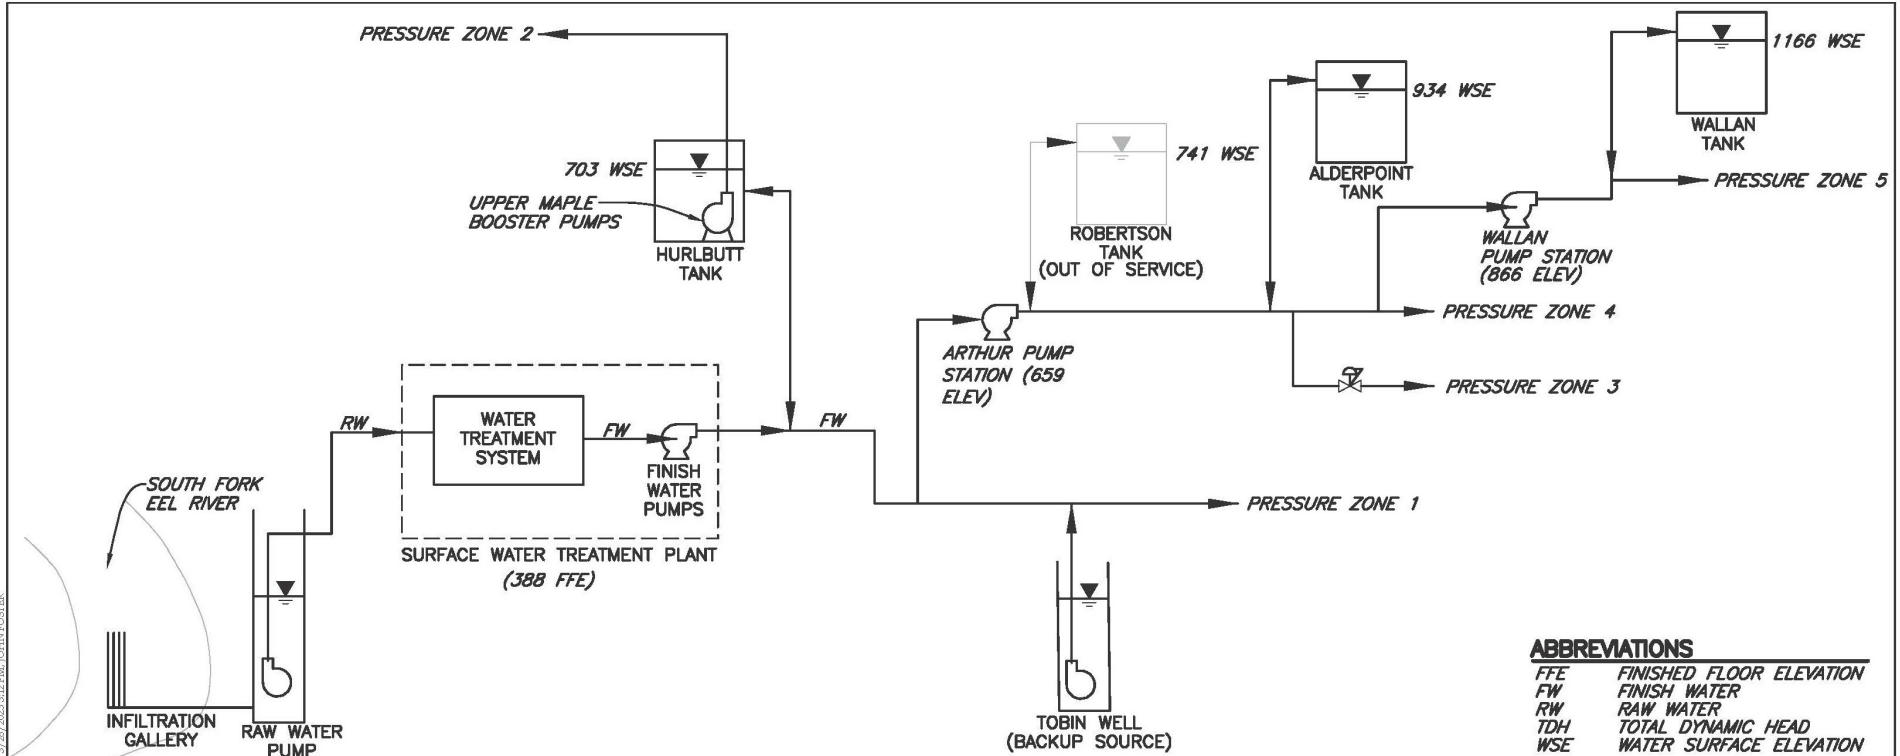 PRESSURE ZONE 2
703 WSE
UPPER MAPLE
BOOSTER PUMPS
HURLBUTT
TANK
741 WSE
ROBERTSON
TANK
(OUT OF SERVICE)
934 WSE
ALDERPOINT
TANK
1166 WSE
WALLAN
TANK
PRESSURE ZONE 5
WALLAN
PUMP STATION
(866 ELEV)
PRESSURE ZONE 4
PRESSURE ZONE 3
ARTHUR PUMP
STATION (659
ELEV)
RW
WATER
TREATMENT
SYSTEM
FW
FINISH
WATER
PUMPS
FW
SURFACE WATER TREATMENT PLANT
(388 FFE)
PRESSURE ZONE 1
SOUTH FORK
EEL RIVER
INFILTRATION
GALLERY
RAW WATER
PUMP
TOBIN WELL
(BACKUP SOURCE)
ABBREVIATIONS
FFE FINISHED FLOOR ELEVATION
FW FINISH WATER
RW RAW WATER
TDH TOTAL DYNAMIC HEAD
WSE WATER SURFACE ELEVATION